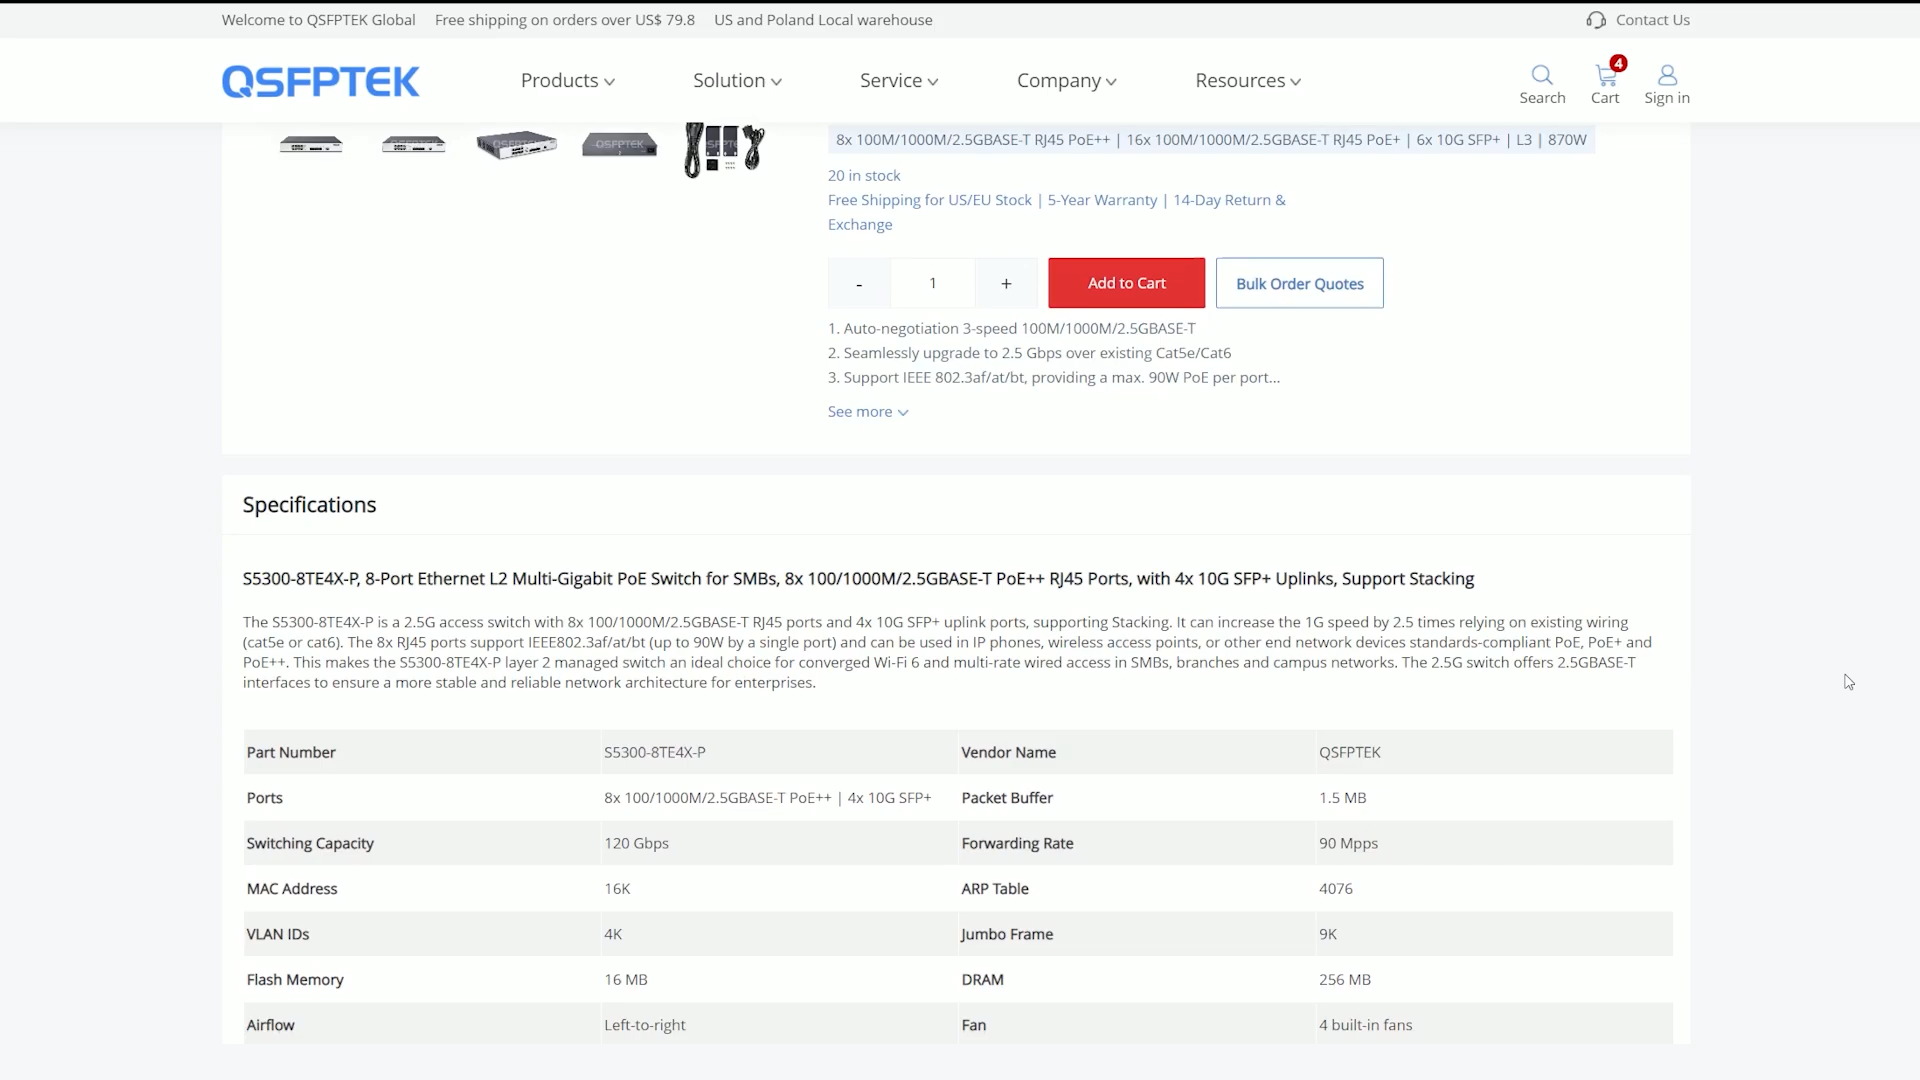 Welcome to QSFPTEK Global Free shipping on orders over US$ 79.8 US and Poland Local warehouse Contact Us
QSFPTEK Products Solution Service Company Resources Search 4 Cart Sign in
8x 100M/1000M/2.5GBASE-T RJ45 PoE++ | 16x 100M/1000M/2.5GBASE-T RJ45 PoE+ | 6x 10G SFP+ | L3 | 870W
20 in stock
Free Shipping for US/EU Stock | 5-Year Warranty | 14-Day Return &
Exchange
- 1 + Add to Cart Bulk Order Quotes
1. Auto-negotiation 3-speed 100M/1000M/2.5GBASE-T
2. Seamlessly upgrade to 2.5 Gbps over existing Cat5e/Cat6
3. Support IEEE 802.3af/at/bt, providing a max. 90W PoE per port...
See more
Specifications
S5300-8TE4X-P, 8-Port Ethernet L2 Multi-Gigabit PoE Switch for SMBs, 8x 100/1000M/2.5GBASE-T PoE++ RJ45 Ports, with 4x 10G SFP+ Uplinks, Support Stacking
The S5300-8TE4X-P is a 2.5G access switch with 8x 100/1000M/2.5GBASE-T RJ45 ports and 4x 10G SFP+ uplink ports, supporting Stacking. It can increase the 1G speed by 2.5 times relying on existing wiring
(cat5e or cat6). The 8x RJ45 ports support IEEE802.3af/at/bt (up to 90W by a single port) and can be used in IP phones, wireless access points, or other end network devices standards-compliant PoE, PoE+ and
PoE++. This makes the S5300-8TE4X-P layer 2 managed switch an ideal choice for converged Wi-Fi 6 and multi-rate wired access in SMBs, branches and campus networks. The 2.5G switch offers 2.5GBASE-T
interfaces to ensure a more stable and reliable network architecture for enterprises.
Part Number S5300-8TE4X-P Vendor Name QSFPTEK
Ports 8x 100/1000M/2.5GBASE-T PoE++ | 4x 10G SFP+ Packet Buffer 1.5 MB
Switching Capacity 120 Gbps Forwarding Rate 90 Mpps
MAC Address 16K ARP Table 4076
VLAN IDs 4K Jumbo Frame 9K
Flash Memory 16 MB DRAM 256 MB
Airflow Left-to-right Fan 4 built-in fans